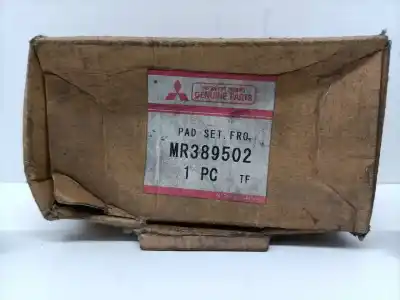 GENUINE PARTS
PAD SET, FRO.
MR389502
1 PC TF